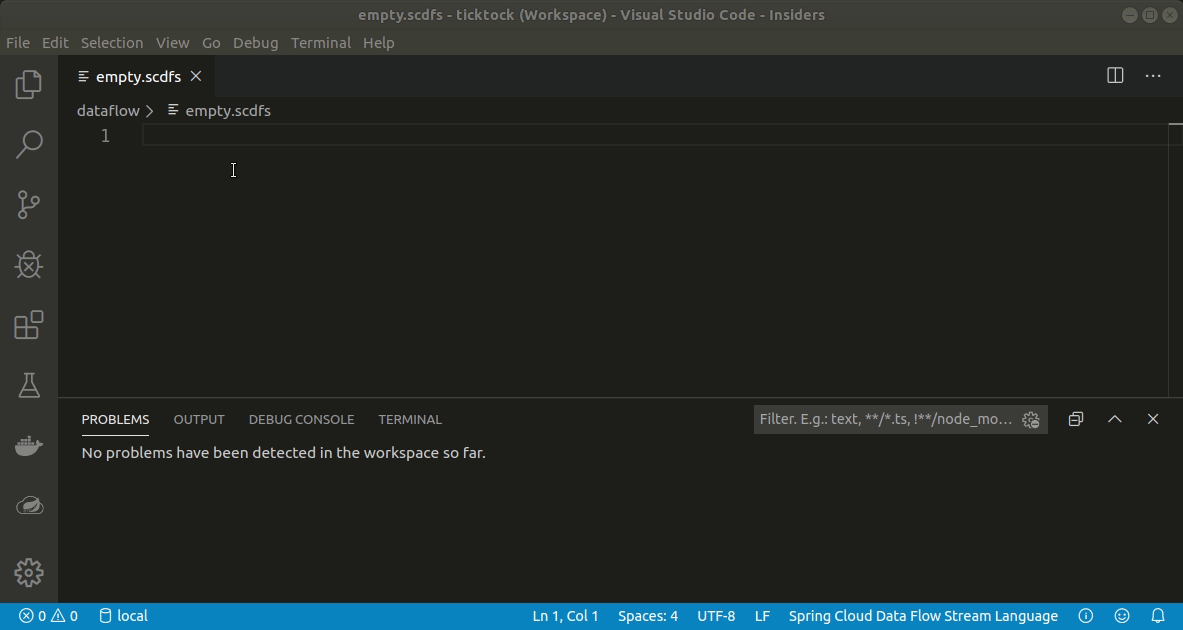 empty.scdfs - ticktock (Workspace) - Visual Studio Code - Insiders
File Edit Selection View Go Debug Terminal Help
empty.scdfs
dataflow empty.scdfs
1
PROBLEMS OUTPUT DEBUG CONSOLE TERMINAL Filter. E.g.: text, **/*.ts, !**/node_mo...
No problems have been detected in the workspace so far.
0 0 local Ln 1, Col 1 Spaces: 4 UTF-8 LF Spring Cloud Data Flow Stream Language